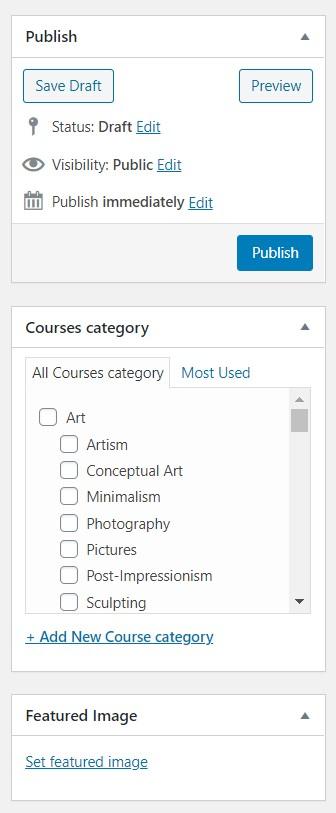 Publish
Save Draft Preview
Status: Draft Edit
Visibility: Public Edit
Publish immediately Edit
Publish
Courses category
All Courses category Most Used
Art
Artism
Conceptual Art
Minimalism
Photography
Pictures
Post-Impressionism
Sculpting
+ Add New Course category
Featured Image
Set featured image